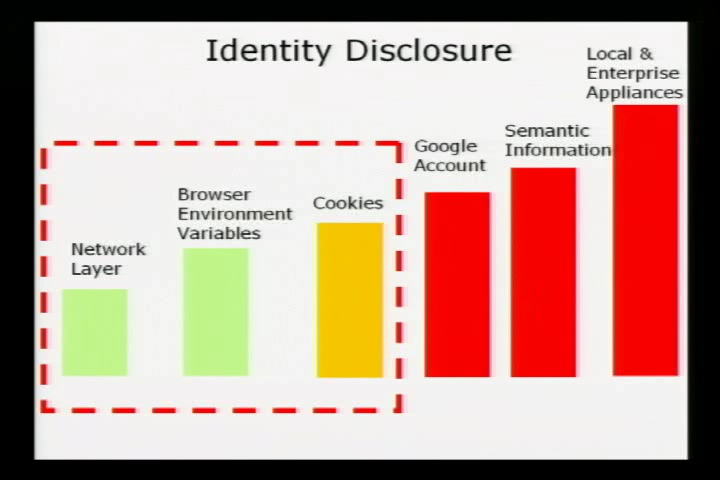 Identity Disclosure
Local &
Enterprise
Appliances
Semantic
Information
Google
Account
Browser
Environment
Variables
Cookies
Network
Layer